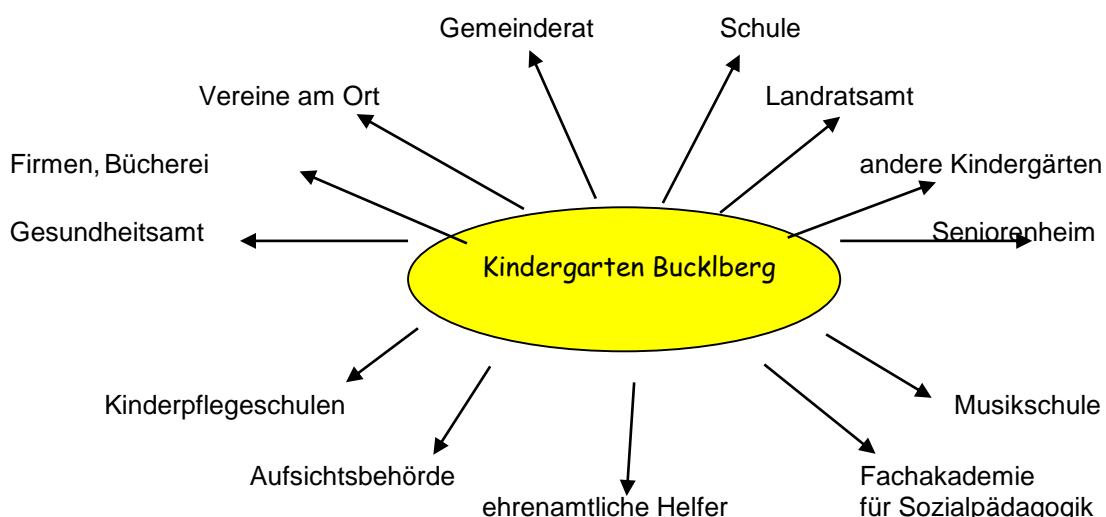 Gemeinderat
Schule
Vereine am Ort
Landratsamt
Firmen, Bücherei
andere Kindergärten
Gesundheitsamt
Seniorenheim
Kindergarten Bucklberg
Kinderpflegeschulen
Musikschule
Aufsichtsbehörde
Fachakademie
ehrenamtliche Helfer
für Sozialpädagogik